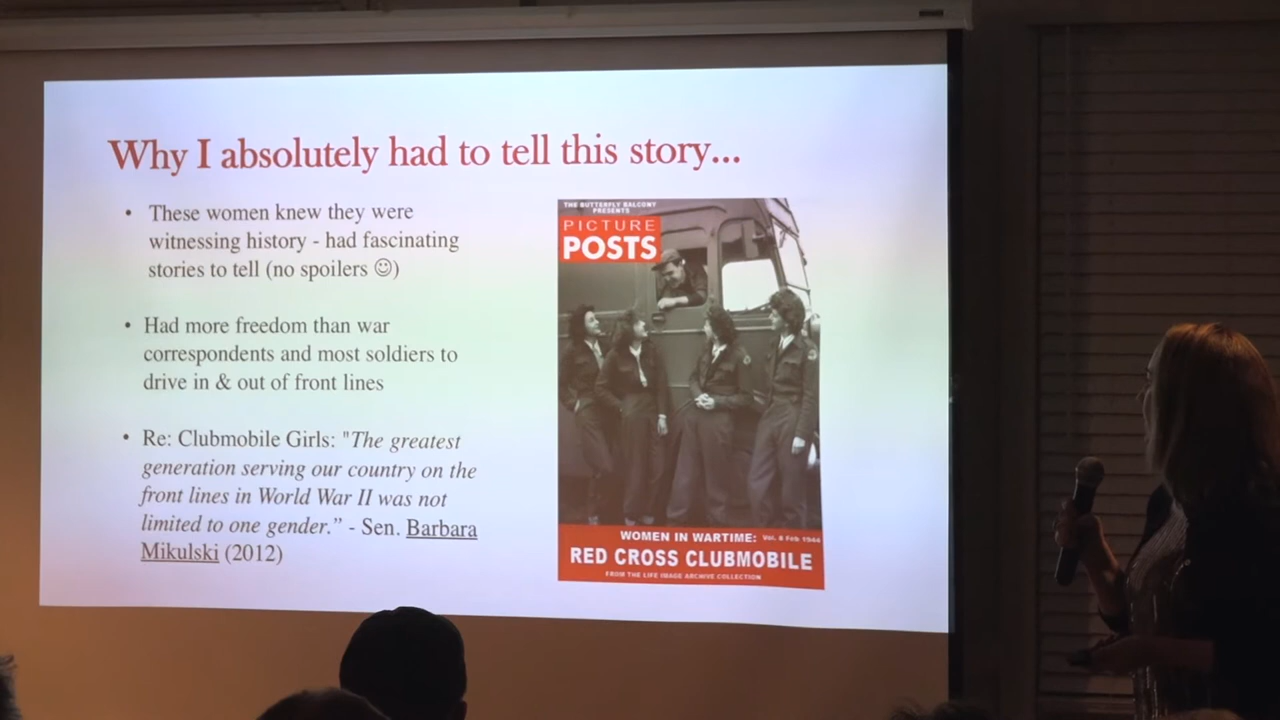 Why I absolutely had to tell this story...
• These women knew they were
witnessing history - had fascinating
stories to tell (no spoilers ☺)
• Had more freedom than war
correspondents and most soldiers to
drive in & out of front lines
• Re: Clubmobile Girls: "The greatest
generation serving our country on the
front lines in World War II was not
limited to one gender.” - Sen. Barbara
Mikulski (2012)
THE BUTTERFLY BALCONY
PRESENTS
PICTURE
POSTS
WOMEN IN WARTIME: Vol. 8 Feb 1944
RED CROSS CLUBMOBILE
FROM THE LIFE IMAGE ARCHIVE COLLECTION